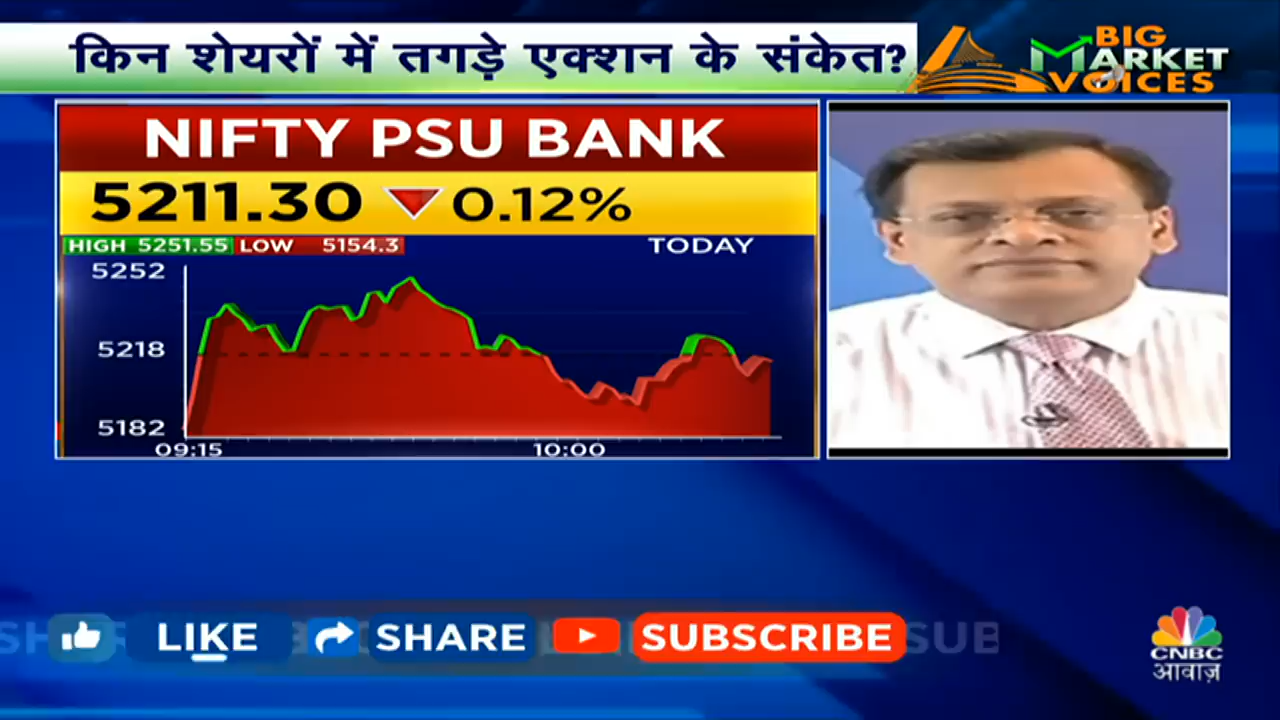 किन शेयरों में तगड़े एक्शन के संकेत?
BIG
MARKET
VOICES
NIFTY PSU BANK
5211.30 0.12%
HIGH 5251.55 LOW 5154.3 TODAY
5252
5218
5182
09:15 10:00
LIKE SHARE SUBSCRIBE SUB
CNBC
आवाज़